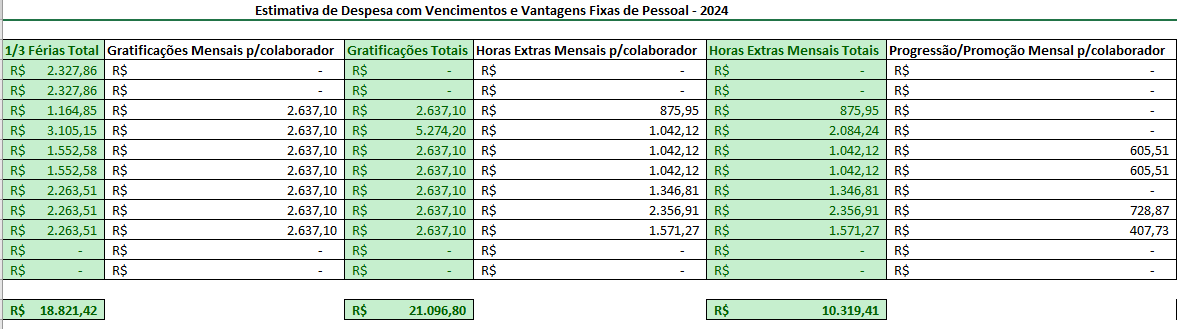 Estimativa de Despesa com Vencimentos e Vantagens Fixas de Pessoal - 2024
1/3 Férias Total Gratificações Mensais p/colaborador Gratificações Totais Horas Extras Mensais p/colaborador Horas Extras Mensais Totais Progressão/Promoção Mensal p/colaborador
R$ 2.327,86 R$ - R$ - R$ - R$ - R$ -
R$ 2.327,86 R$ - R$ - R$ - R$ - R$ -
R$ 1.164,85 R$ 2.637,10 R$ 2.637,10 R$ 875,95 R$ 875,95 R$ -
R$ 3.105,15 R$ 2.637,10 R$ 5.274,20 R$ 1.042,12 R$ 2.084,24 R$ -
R$ 1.552,58 R$ 2.637,10 R$ 2.637,10 R$ 1.042,12 R$ 1.042,12 R$ 605,51
R$ 1.552,58 R$ 2.637,10 R$ 2.637,10 R$ 1.042,12 R$ 1.042,12 R$ 605,51
R$ 2.263,51 R$ 2.637,10 R$ 2.637,10 R$ 1.346,81 R$ 1.346,81 R$ -
R$ 2.263,51 R$ 2.637,10 R$ 2.637,10 R$ 2.356,91 R$ 2.356,91 R$ 728,87
R$ 2.263,51 R$ 2.637,10 R$ 2.637,10 R$ 1.571,27 R$ 1.571,27 R$ 407,73
R$ - R$ - R$ - R$ - R$ - R$ -
R$ - R$ - R$ - R$ - R$ - R$ -
R$ 18.821,42 R$ 21.096,80 R$ 10.319,41